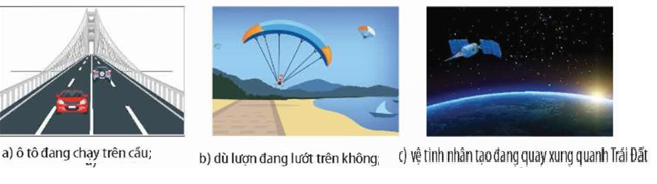 a) ô tô đang chạy trên cầu;
b) dù lượn đang lướt trên không;
c) vệ tinh nhân tạo đang quay xung quanh Trái Đất